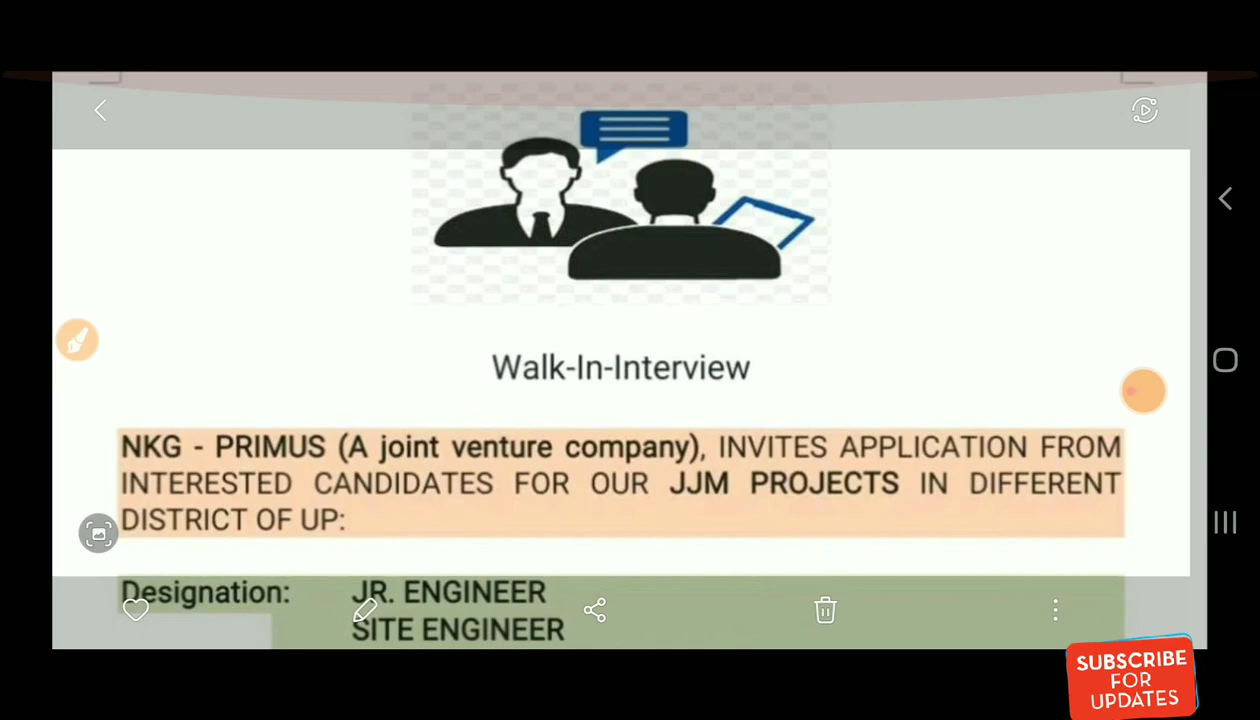 Walk-In-Interview
NKG - PRIMUS (A joint venture company), INVITES APPLICATION FROM
INTERESTED CANDIDATES FOR OUR JJM PROJECTS IN DIFFERENT
DISTRICT OF UP:
Designation: JR. ENGINEER
SITE ENGINEER
SUBSCRIBE
FOR
UPDATES